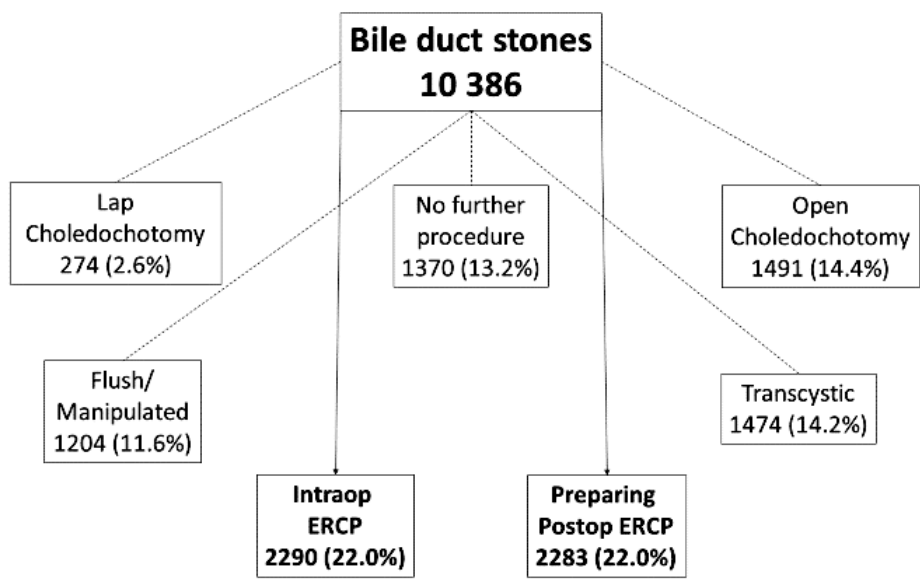 Bile duct stones
10 386
Lap
Choledochotomy
274 (2.6%)
No further
procedure
1370 (13.2%)
Open
Choledochotomy
1491 (14.4%)
Flush/
Manipulated
1204 (11.6%)
Transcystic
1474 (14.2%)
Intraop
ERCP
2290 (22.0%)
Preparing
Postop ERCP
2283 (22.0%)